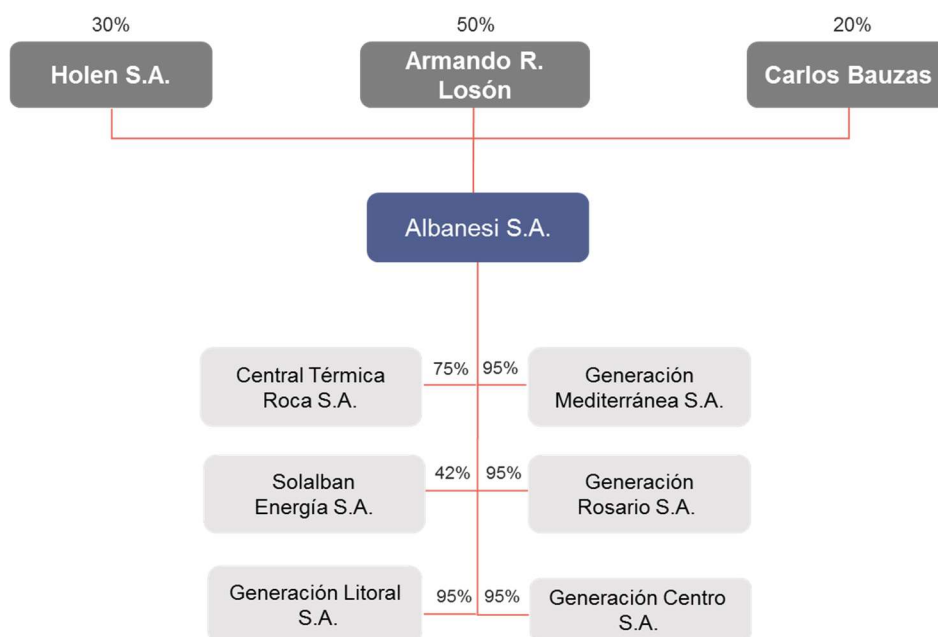 30%
50%
20%
Holen S.A.
Armando R.
Losón
Carlos Bauzas
Albanesi S.A.
Central Térmica
Roca S.A.
75%
95%
Generación
Mediterránea S.A.
Solalban
Energía S.A.
42%
95%
Generación
Rosario S.A.
Generación Litoral
S.A.
95%
95%
Generación Centro
S.A.